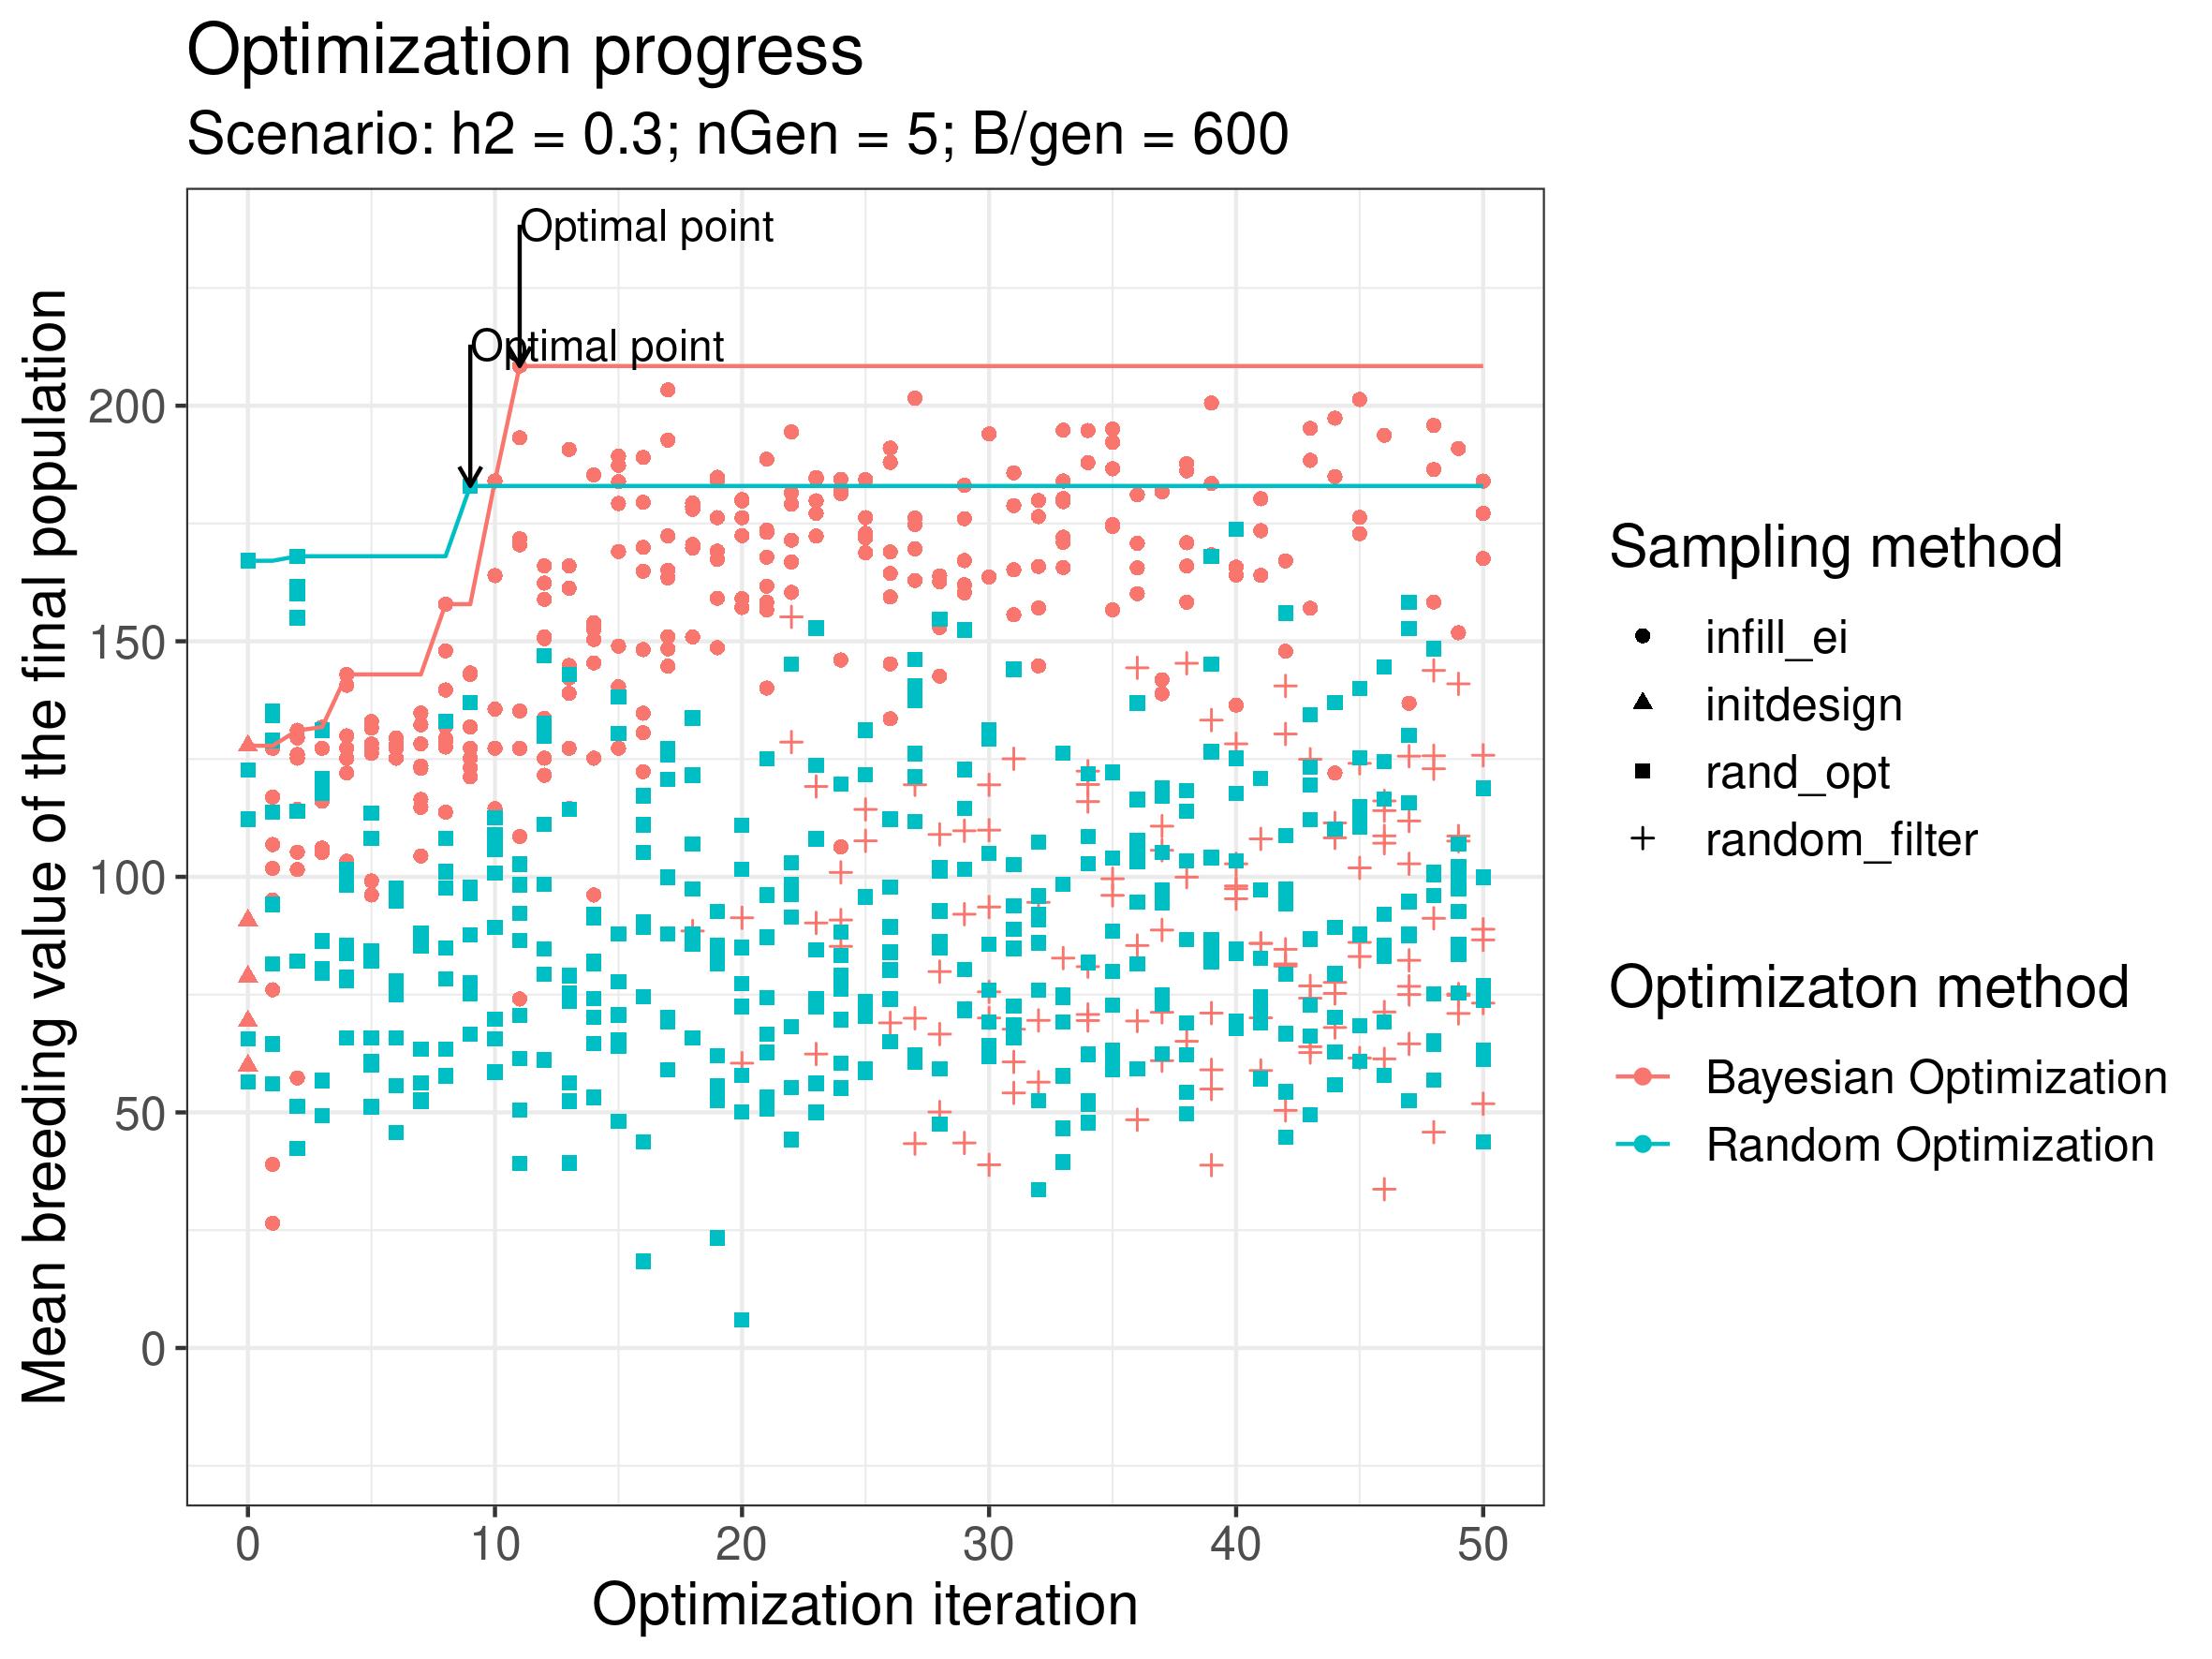 Optimization progress
Scenario: h2 = 0.3; nGen = 5; B/gen = 600
Mean breeding value of the final population
200
150
100
50
0
Optimal point
Optimal point
0 10 20 30 40 50
Optimization iteration
Sampling method
infill_ei
initdesign
rand_opt
random_filter
Optimizaton method
Bayesian Optimization
Random Optimization